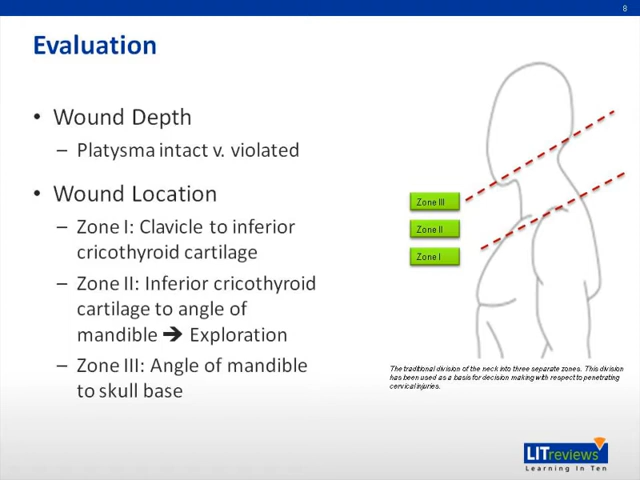 8
Evaluation
• Wound Depth
– Platysma intact v. violated
• Wound Location
– Zone I: Clavicle to inferior
cricothyroid cartilage
– Zone II: Inferior cricothyroid
cartilage to angle of
mandible ➔ Exploration
– Zone III: Angle of mandible
to skull base
Zone III
Zone II
Zone I
The traditional division of the neck into three separate zones. This division
has been used as a basis for decision making with respect to penetrating
cervical injuries.
LITreviews
Learning In Ten